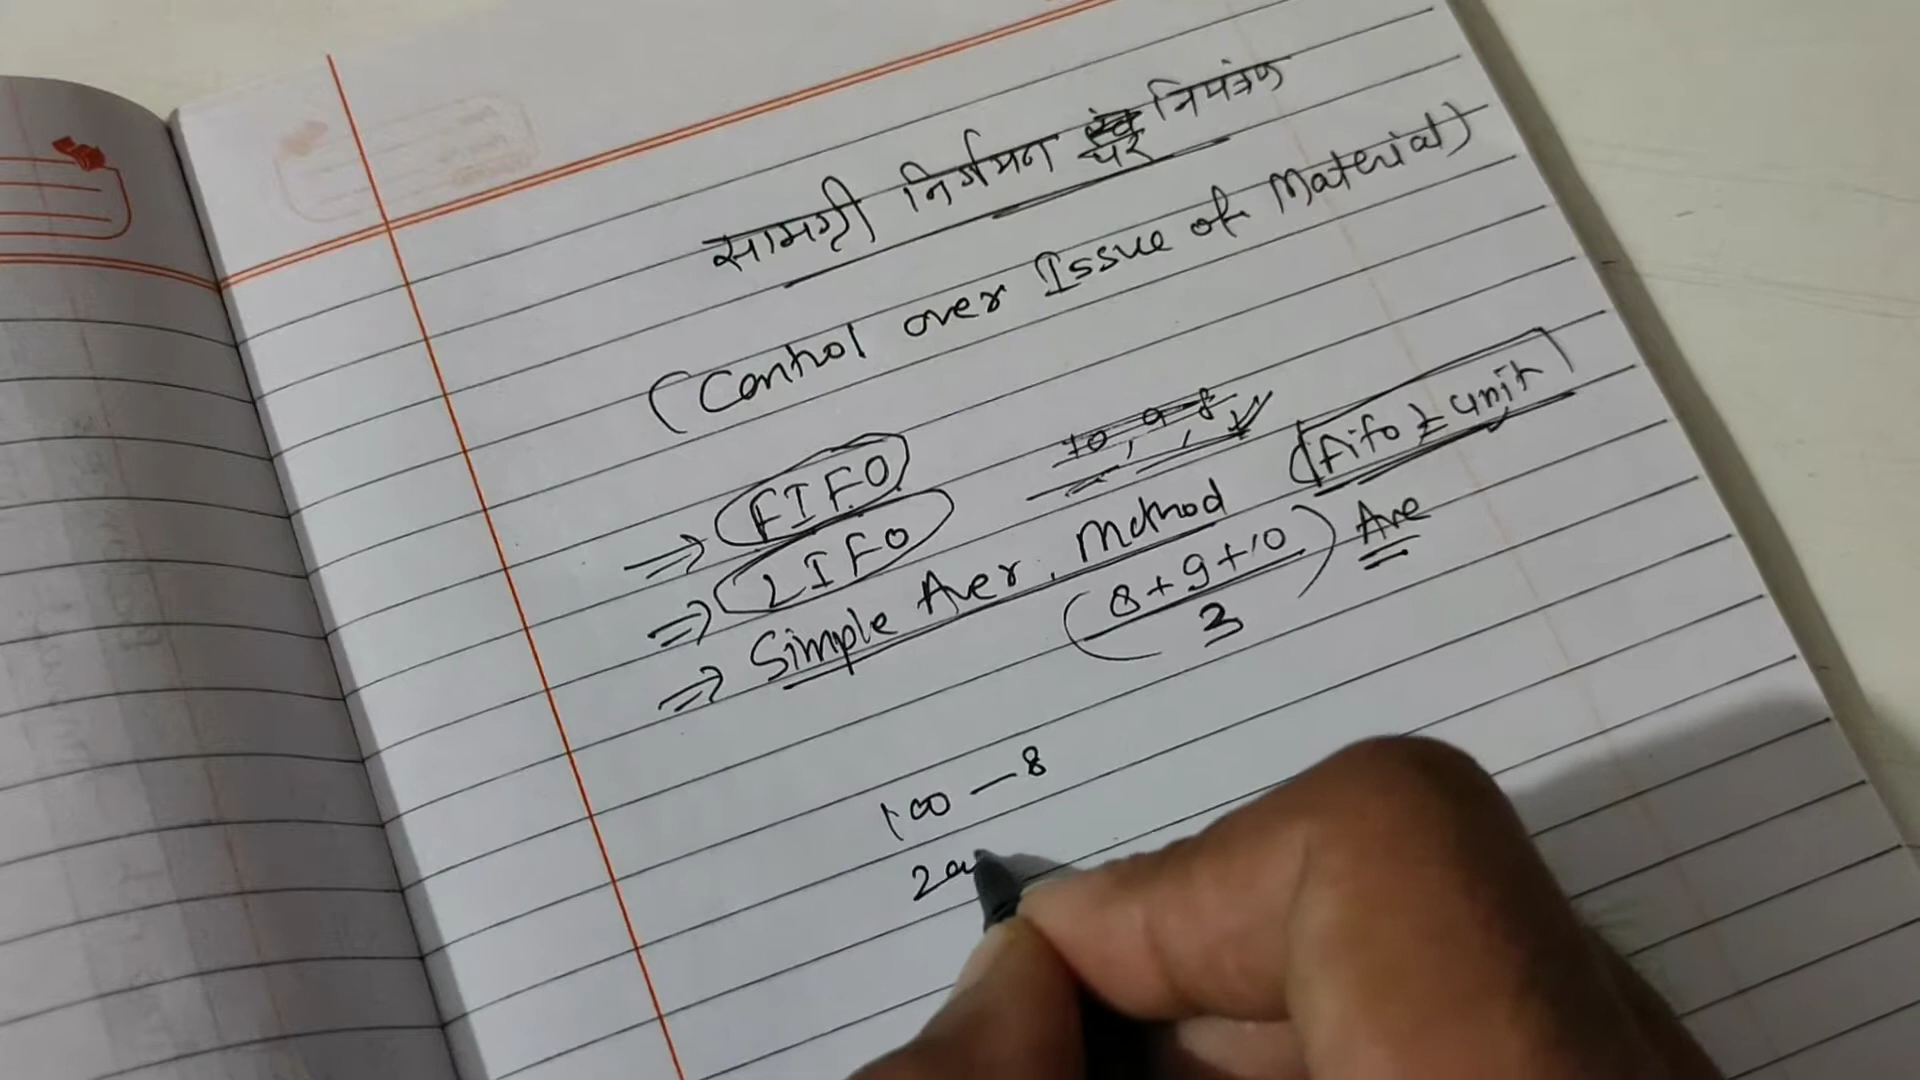 सामग्री निर्गमन पर नियंत्रण
(Control over Issue of Material)
⇒ FIFO 10, 9, 8
⇒ LIFO (fifo = unit)
⇒ Simple Aver. Method (8+9+10 / 3) Ave
100 – 8